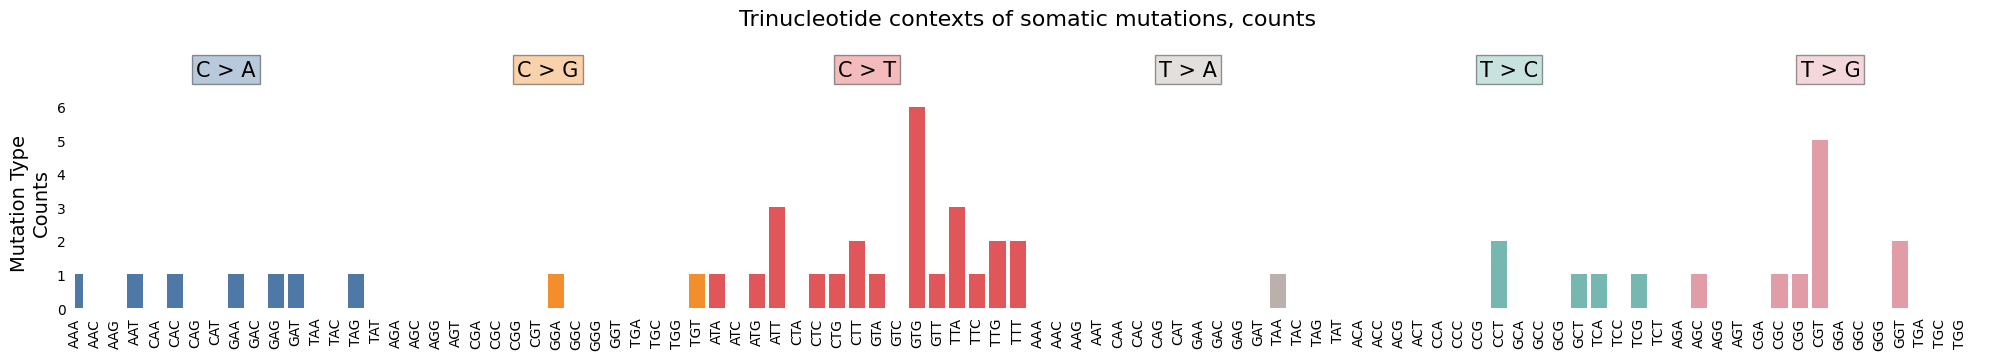 Trinucleotide contexts of somatic mutations, counts
C > A C > G C > T T > A T > C T > G
Mutation Type
Counts
6
5
4
3
2
1
0
AAA AAC AAG AAT CAA CAC CAG CAT GAA GAC GAG GAT TAA TAC TAG TAT AGA AGC AGG AGT CGA CGC CGG CGT GGA GGC GGG GGT TGA TGC TGG TGT ATA ATC ATG ATT CTA CTC CTG CTT GTA GTC GTG GTT TTA TTC TTG TTT AAA AAC AAG AAT CAA CAC CAG CAT GAA GAC GAG GAT TAA TAC TAG TAT ACA ACC ACG ACT CCA CCC CCG CCT GCA GCC GCG GCT TCA TCC TCG TCT AGA AGC AGG AGT CGA CGC CGG CGT GGA GGC GGG GGT TGA TGC TGG